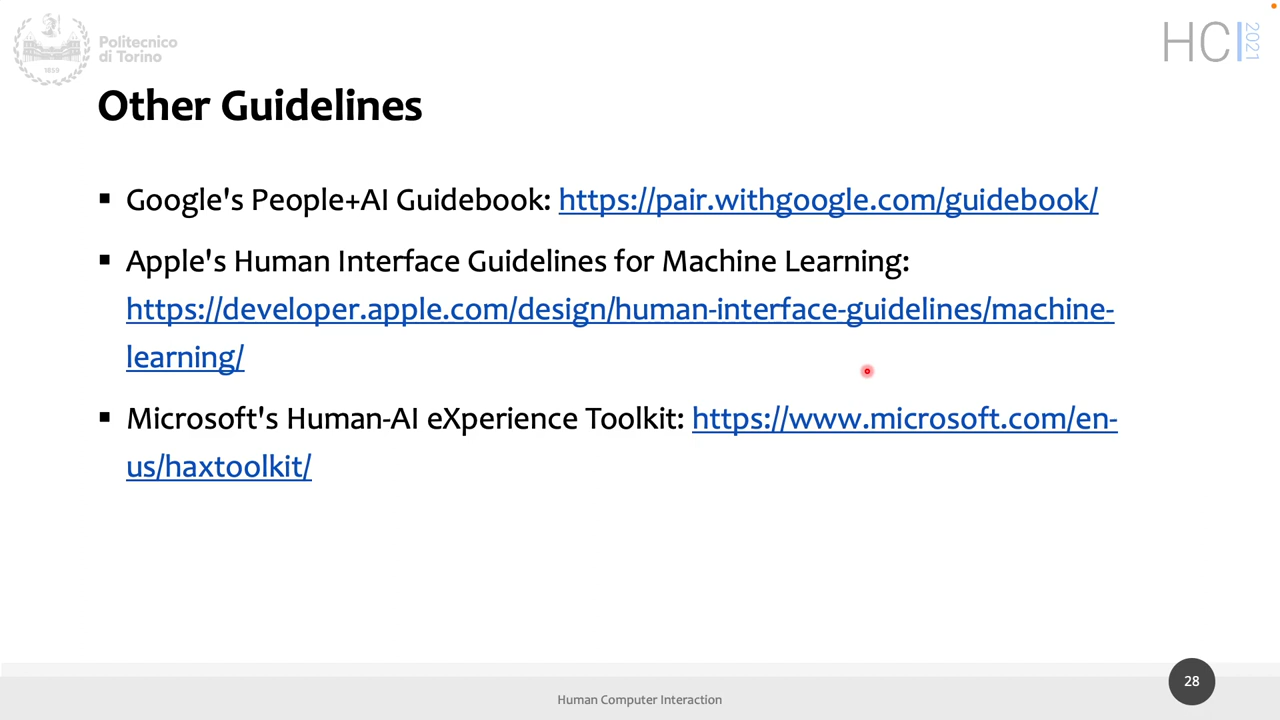 Politecnico
di Torino
1859
HCI 2021
Other Guidelines
▪ Google's People+AI Guidebook: https://pair.withgoogle.com/guidebook/
▪ Apple's Human Interface Guidelines for Machine Learning:
https://developer.apple.com/design/human-interface-guidelines/machine-
learning/
▪ Microsoft's Human-AI eXperience Toolkit: https://www.microsoft.com/en-
us/haxtoolkit/
28
Human Computer Interaction